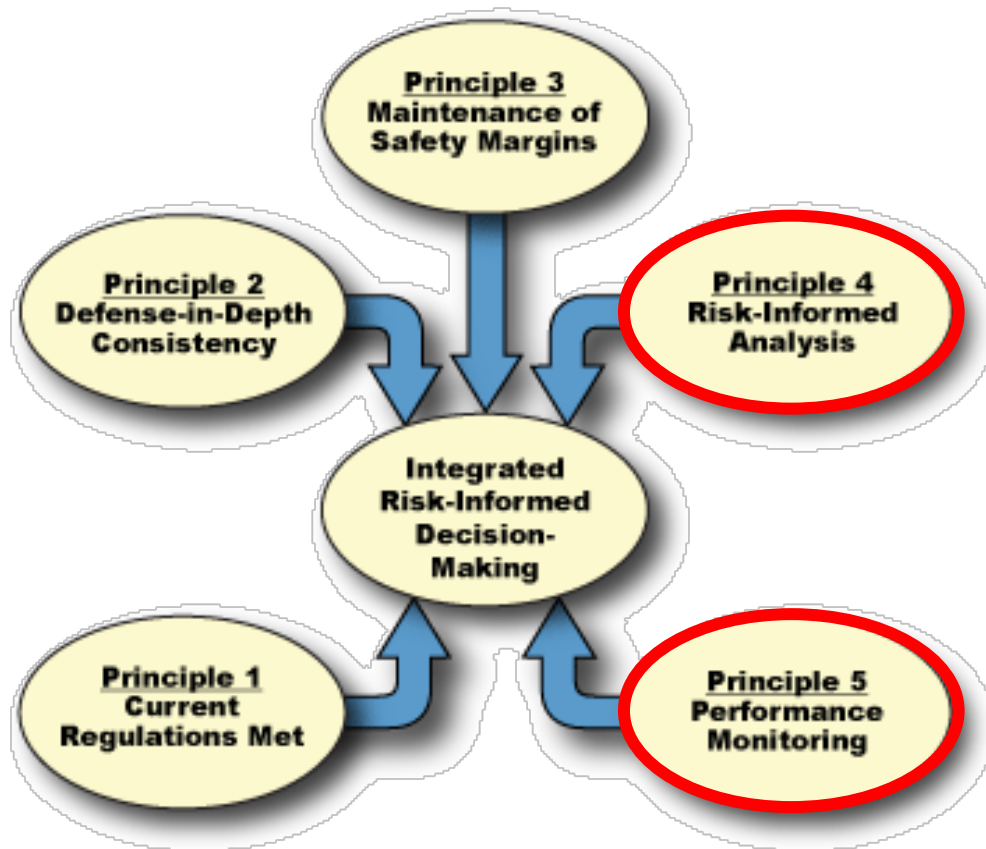 Principle 3
Maintenance of
Safety Margins
Principle 2
Defense-in-Depth
Consistency
Principle 4
Risk-Informed
Analysis
Integrated
Risk-Informed
Decision-
Making
Principle 1
Current
Regulations Met
Principle 5
Performance
Monitoring